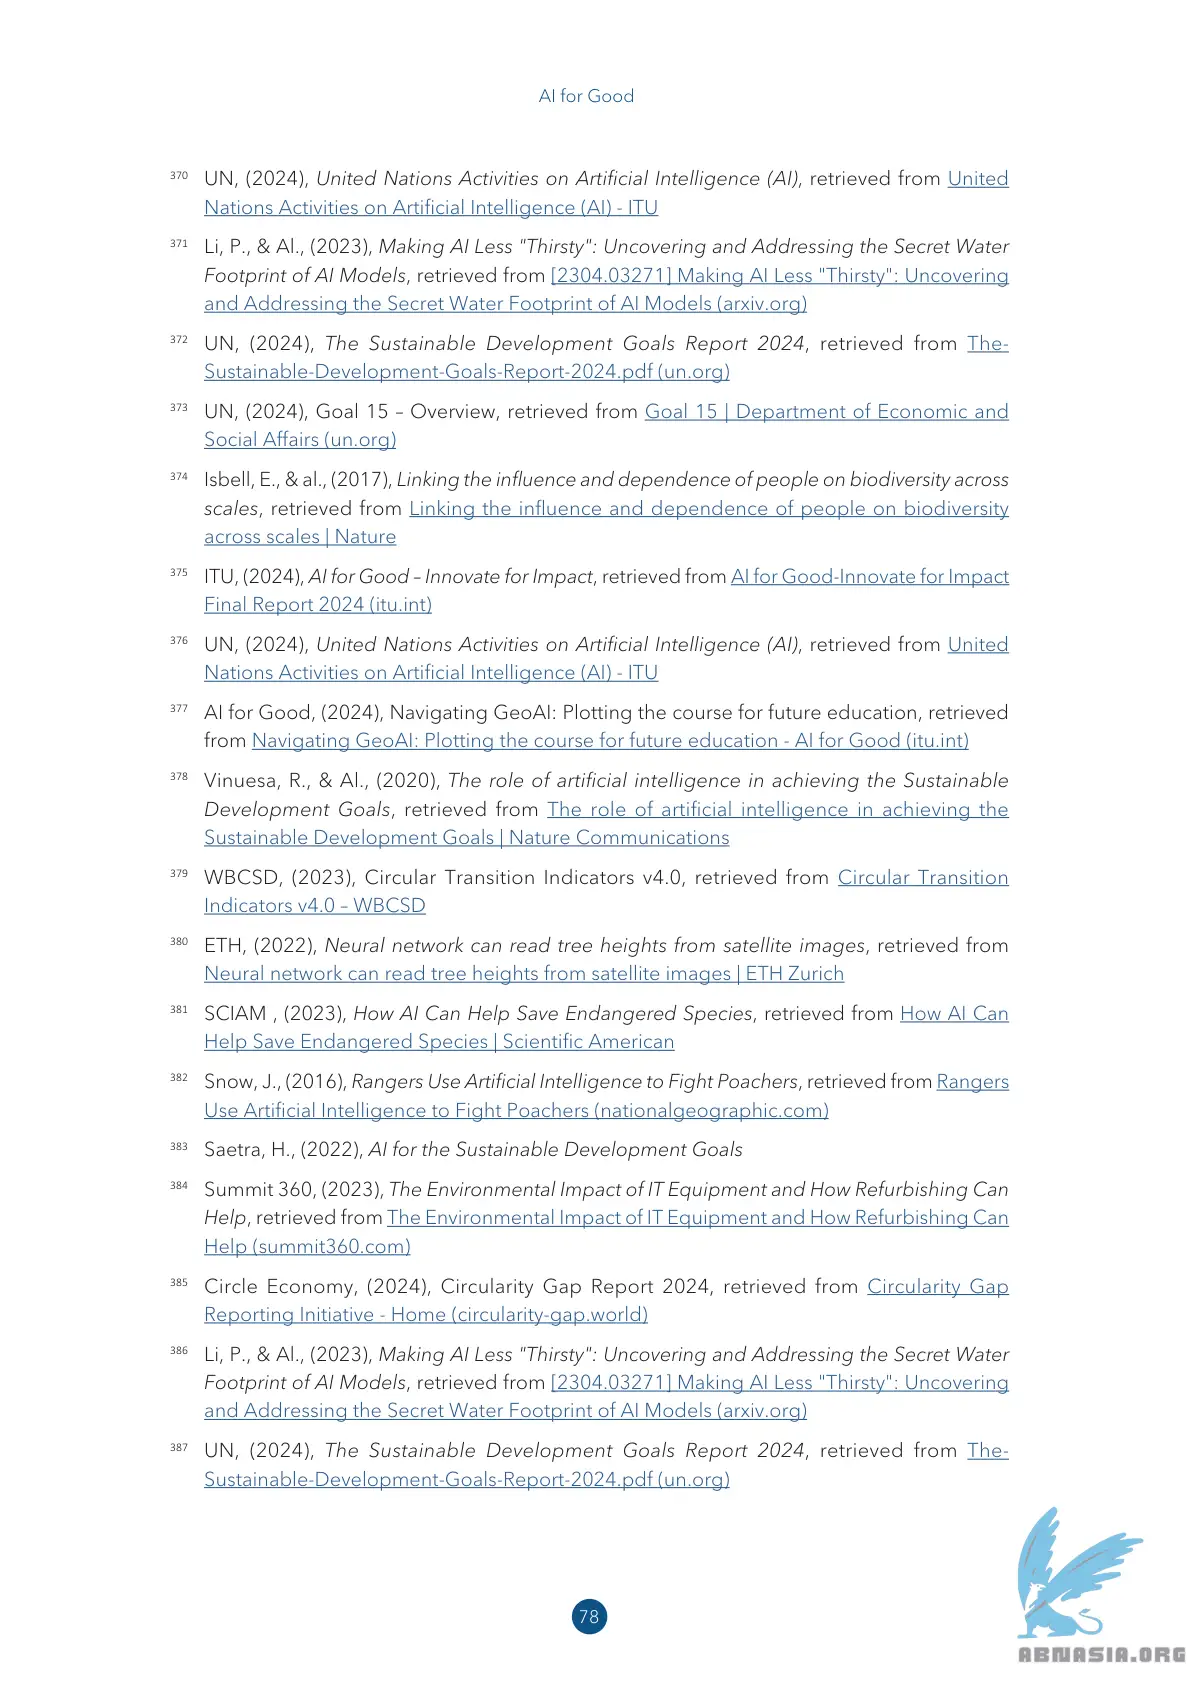 AI for Good
370 UN, (2024), United Nations Activities on Artificial Intelligence (AI), retrieved from United
Nations Activities on Artificial Intelligence (AI) - ITU
371 Li, P., & Al., (2023), Making AI Less "Thirsty": Uncovering and Addressing the Secret Water
Footprint of AI Models, retrieved from [2304.03271] Making AI Less "Thirsty": Uncovering
and Addressing the Secret Water Footprint of AI Models (arxiv.org)
372 UN, (2024), The Sustainable Development Goals Report 2024, retrieved from The-
Sustainable-Development-Goals-Report-2024.pdf (un.org)
373 UN, (2024), Goal 15 – Overview, retrieved from Goal 15 | Department of Economic and
Social Affairs (un.org)
374 Isbell, E., & al., (2017), Linking the influence and dependence of people on biodiversity across
scales, retrieved from Linking the influence and dependence of people on biodiversity
across scales | Nature
375 ITU, (2024), AI for Good – Innovate for Impact, retrieved from AI for Good-Innovate for Impact
Final Report 2024 (itu.int)
376 UN, (2024), United Nations Activities on Artificial Intelligence (AI), retrieved from United
Nations Activities on Artificial Intelligence (AI) - ITU
377 AI for Good, (2024), Navigating GeoAI: Plotting the course for future education, retrieved
from Navigating GeoAI: Plotting the course for future education - AI for Good (itu.int)
378 Vinuesa, R., & Al., (2020), The role of artificial intelligence in achieving the Sustainable
Development Goals, retrieved from The role of artificial intelligence in achieving the
Sustainable Development Goals | Nature Communications
379 WBCSD, (2023), Circular Transition Indicators v4.0, retrieved from Circular Transition
Indicators v4.0 – WBCSD
380 ETH, (2022), Neural network can read tree heights from satellite images, retrieved from
Neural network can read tree heights from satellite images | ETH Zurich
381 SCIAM , (2023), How AI Can Help Save Endangered Species, retrieved from How AI Can
Help Save Endangered Species | Scientific American
382 Snow, J., (2016), Rangers Use Artificial Intelligence to Fight Poachers, retrieved from Rangers
Use Artificial Intelligence to Fight Poachers (nationalgeographic.com)
383 Saetra, H., (2022), AI for the Sustainable Development Goals
384 Summit 360, (2023), The Environmental Impact of IT Equipment and How Refurbishing Can
Help, retrieved from The Environmental Impact of IT Equipment and How Refurbishing Can
Help (summit360.com)
385 Circle Economy, (2024), Circularity Gap Report 2024, retrieved from Circularity Gap
Reporting Initiative - Home (circularity-gap.world)
386 Li, P., & Al., (2023), Making AI Less "Thirsty": Uncovering and Addressing the Secret Water
Footprint of AI Models, retrieved from [2304.03271] Making AI Less "Thirsty": Uncovering
and Addressing the Secret Water Footprint of AI Models (arxiv.org)
387 UN, (2024), The Sustainable Development Goals Report 2024, retrieved from The-
Sustainable-Development-Goals-Report-2024.pdf (un.org)
78
ABNASIA.ORG